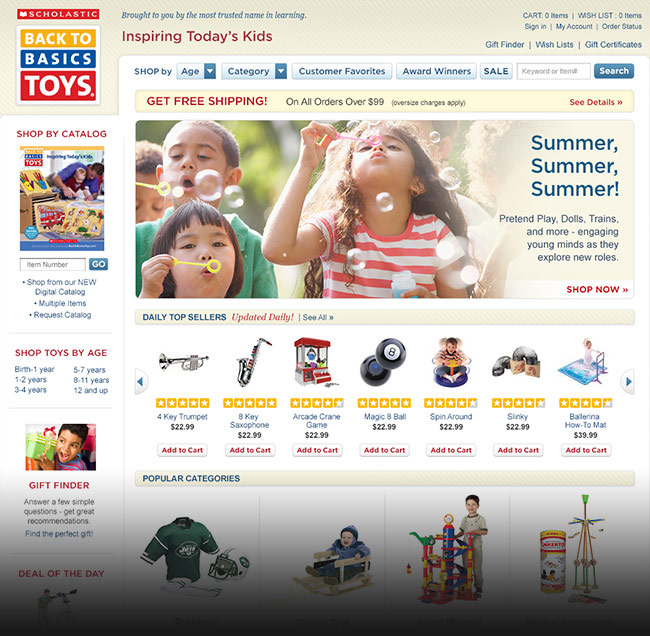 SCHOLASTIC
BACK TO
BASICS
TOYS
Brought to you by the most trusted name in learning.
Inspiring Today's Kids
CART: 0 Items | WISH LIST : 0 Items
Sign in | My Account | Order Status
Gift Finder | Wish Lists | Gift Certificates
SHOP by Age Category Customer Favorites Award Winners SALE Keyword or Item# Search
GET FREE SHIPPING! On All Orders Over $99 (oversize charges apply) See Details »
SHOP BY CATALOG
BACK TO
BASICS
TOYS
Inspiring Today's Kids
SCHOLASTIC
Item Number GO
• Shop from our NEW
Digital Catalog
• Multiple Items
• Request Catalog
SHOP TOYS BY AGE
Birth-1 year 5-7 years
1-2 years 8-11 years
3-4 years 12 and up
GIFT FINDER
Answer a few simple
questions - get great
recommendations.
Find the perfect gift!
DEAL OF THE DAY
Summer,
Summer,
Summer!
Pretend Play, Dolls, Trains,
and more - engaging
young minds as they
explore new roles.
SHOP NOW »
DAILY TOP SELLERS Updated Daily! | See All »
8
4 Key Trumpet
$22.99
Add to Cart
8 Key
Saxophone
$22.99
Add to Cart
Arcade Crane
Game
$22.99
Add to Cart
Magic 8 Ball
$22.99
Add to Cart
Spin Around
$22.99
Add to Cart
Slinky
$22.99
Add to Cart
Ballerina
How-To Mat
$39.99
Add to Cart
POPULAR CATEGORIES
JETS